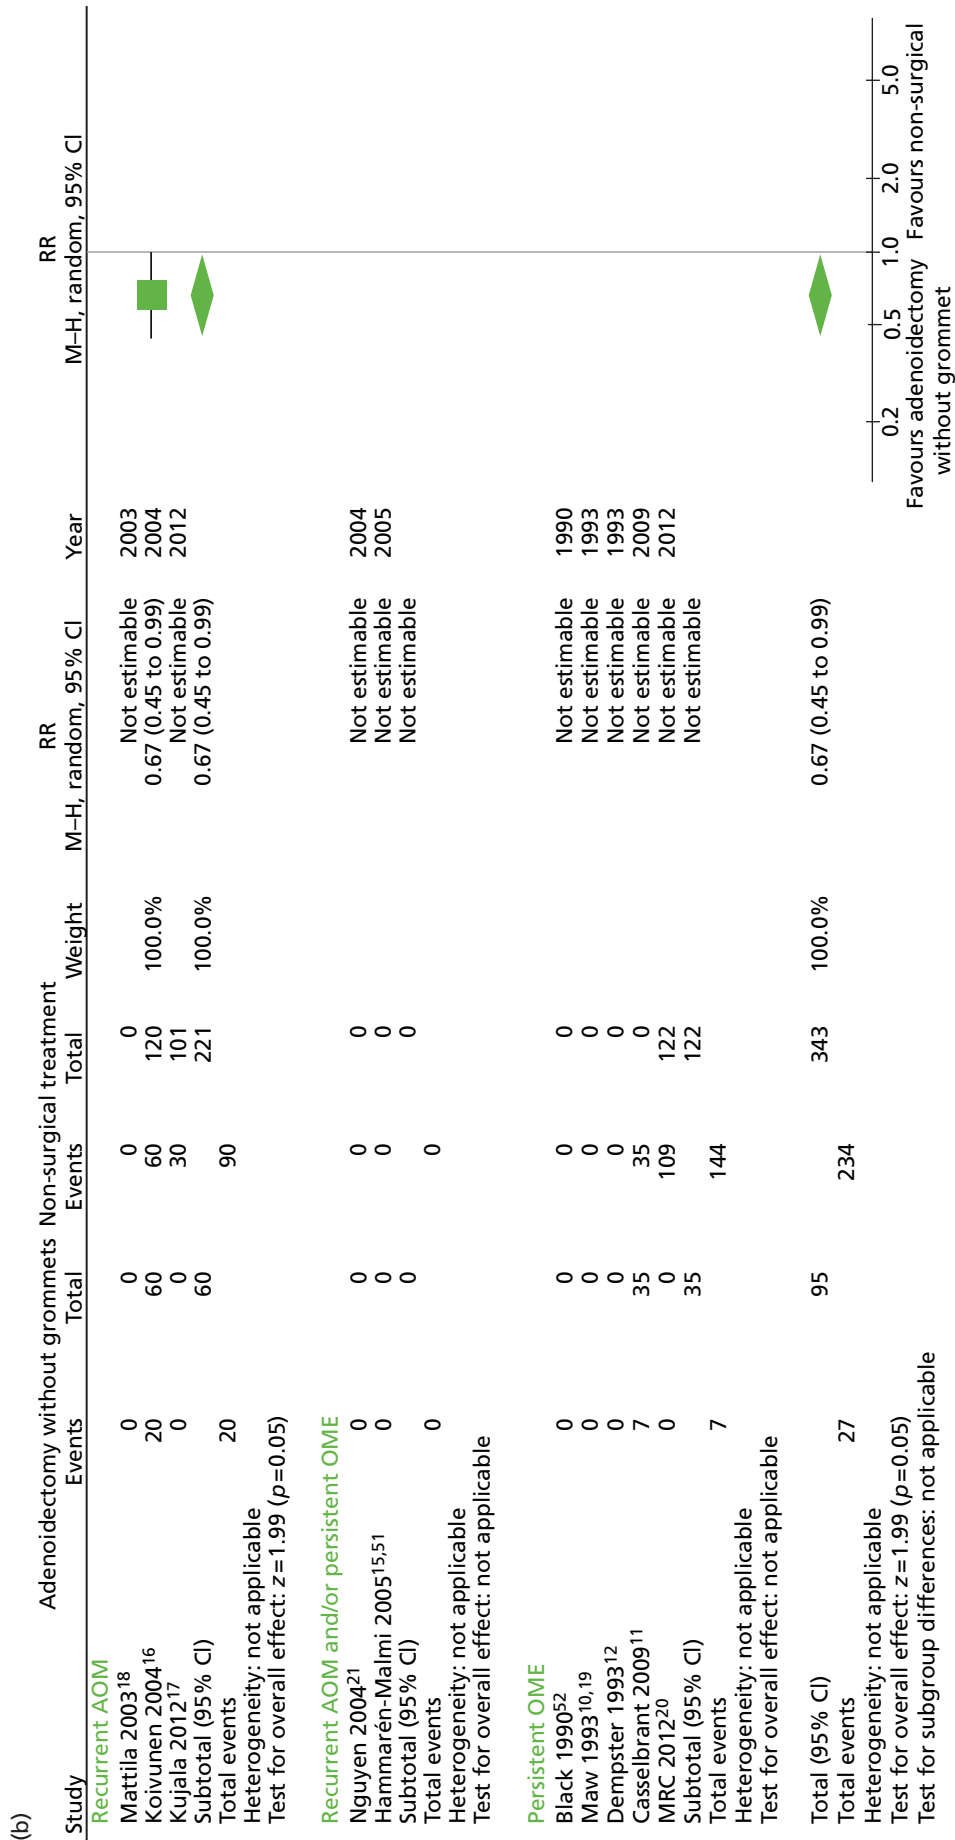 (b)
Adenoidectomy without grommets Non-surgical treatment RR RR
Study Events Total Events Total Weight M–H, random, 95% CI Year M–H, random, 95% CI
Recurrent AOM
Mattila 2003¹⁸ 0 0 0 0 Not estimable 2003
Koivunen 2004¹⁶ 20 60 60 120 100.0% 0.67 (0.45 to 0.99) 2004
Kujala 2012¹⁷ 0 0 30 101 Not estimable 2012
Subtotal (95% CI) 60 221 100.0% 0.67 (0.45 to 0.99)
Total events 20 90
Heterogeneity: not applicable
Test for overall effect: z=1.99 (p=0.05)
Recurrent AOM and/or persistent OME
Nguyen 2004²¹ 0 0 0 0 Not estimable 2004
Hammarén-Malmi 2005¹⁵,⁵¹ 0 0 0 0 Not estimable 2005
Subtotal (95% CI) 0 0 Not estimable
Total events 0 0
Heterogeneity: not applicable
Test for overall effect: not applicable
Persistent OME
Black 1990⁵² 0 0 0 0 Not estimable 1990
Maw 1993¹⁰,¹⁹ 0 0 0 0 Not estimable 1993
Dempster 1993¹² 0 0 0 0 Not estimable 1993
Casselbrant 2009¹¹ 7 35 35 0 Not estimable 2009
MRC 2012²⁰ 0 0 109 122 Not estimable 2012
Subtotal (95% CI) 35 122 Not estimable
Total events 7 144
Heterogeneity: not applicable
Test for overall effect: not applicable
Total (95% CI) 95 343 100.0% 0.67 (0.45 to 0.99)
Total events 27 234
Heterogeneity: not applicable
Test for overall effect: z=1.99 (p=0.05)
Test for subgroup differences: not applicable
0.2 0.5 1.0 2.0 5.0
Favours adenoidectomy Favours non-surgical
without grommet